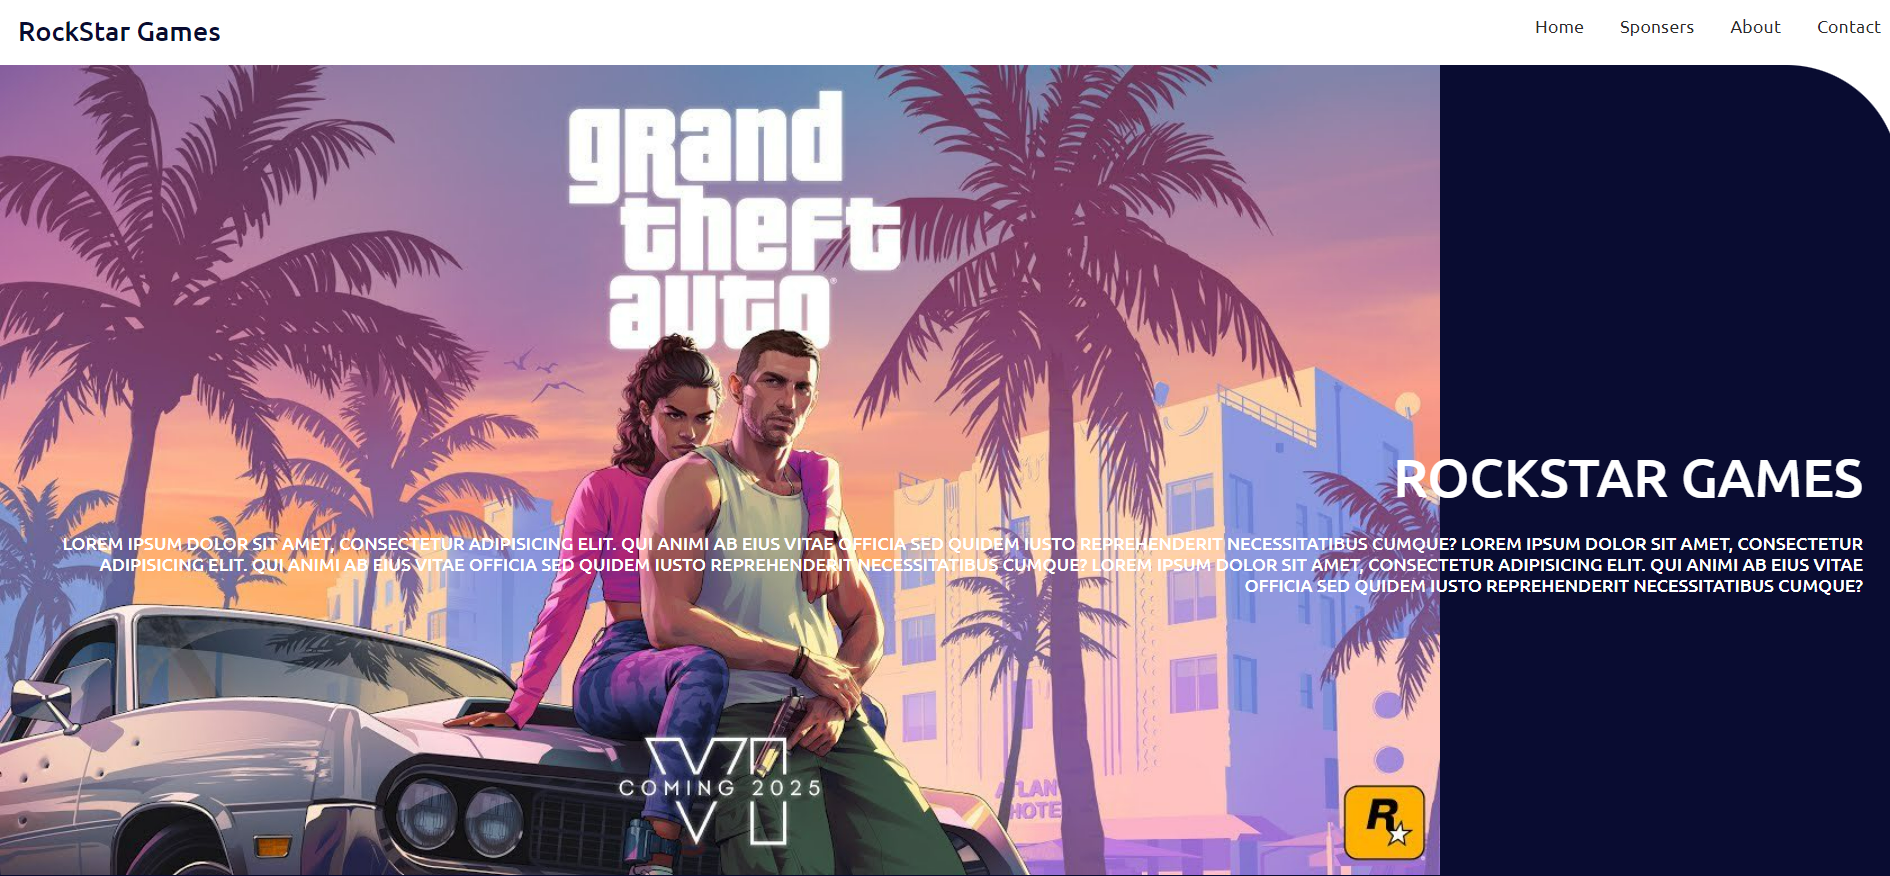 RockStar Games
Home Sponsers About Contact
grand
theft
auto®
ROCKSTAR GAMES
LOREM IPSUM DOLOR SIT AMET, CONSECTETUR ADIPISICING ELIT. QUI ANIMI AB EIUS VITAE OFFICIA SED QUIDEM IUSTO REPREHENDERIT NECESSITATIBUS CUMQUE? LOREM IPSUM DOLOR SIT AMET, CONSECTETUR
ADIPISICING ELIT. QUI ANIMI AB EIUS VITAE OFFICIA SED QUIDEM IUSTO REPREHENDERIT NECESSITATIBUS CUMQUE? LOREM IPSUM DOLOR SIT AMET, CONSECTETUR ADIPISICING ELIT. QUI ANIMI AB EIUS VITAE
OFFICIA SED QUIDEM IUSTO REPREHENDERIT NECESSITATIBUS CUMQUE?
VI
COMING 2025
ATLAN
HOTE
R